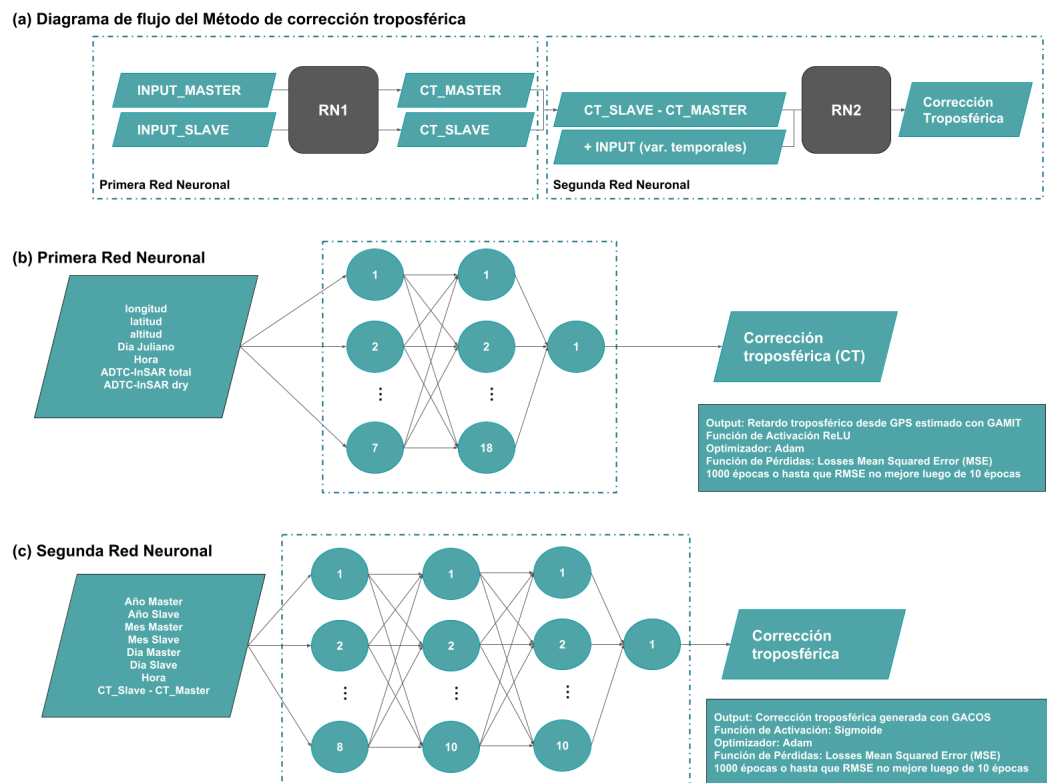 (a) Diagrama de flujo del Método de corrección troposférica
INPUT_MASTER
INPUT_SLAVE
RN1
CT_MASTER
CT_SLAVE
Primera Red Neuronal
CT_SLAVE - CT_MASTER
+ INPUT (var. temporales)
RN2
Corrección
Troposférica
Segunda Red Neuronal
(b) Primera Red Neuronal
longitud
latitud
altitud
Dia Juliano
Hora
ADTC-InSAR total
ADTC-InSAR dry
1
2
⋮
7
1
2
⋮
18
1
Corrección
troposférica (CT)
Output: Retardo troposférico desde GPS estimado con GAMIT
Función de Activación ReLU
Optimizador: Adam
Función de Pérdidas: Losses Mean Squared Error (MSE)
1000 épocas o hasta que RMSE no mejore luego de 10 épocas
(c) Segunda Red Neuronal
Año Master
Año Slave
Mes Master
Mes Slave
Dia Master
Dia Slave
Hora
CT_Slave - CT_Master
1
2
⋮
8
1
2
⋮
10
1
2
⋮
10
1
Corrección
troposférica
Output: Corrección troposférica generada con GACOS
Función de Activación: Sigmoide
Optimizador: Adam
Función de Pérdidas: Losses Mean Squared Error (MSE)
1000 épocas o hasta que RMSE no mejore luego de 10 épocas